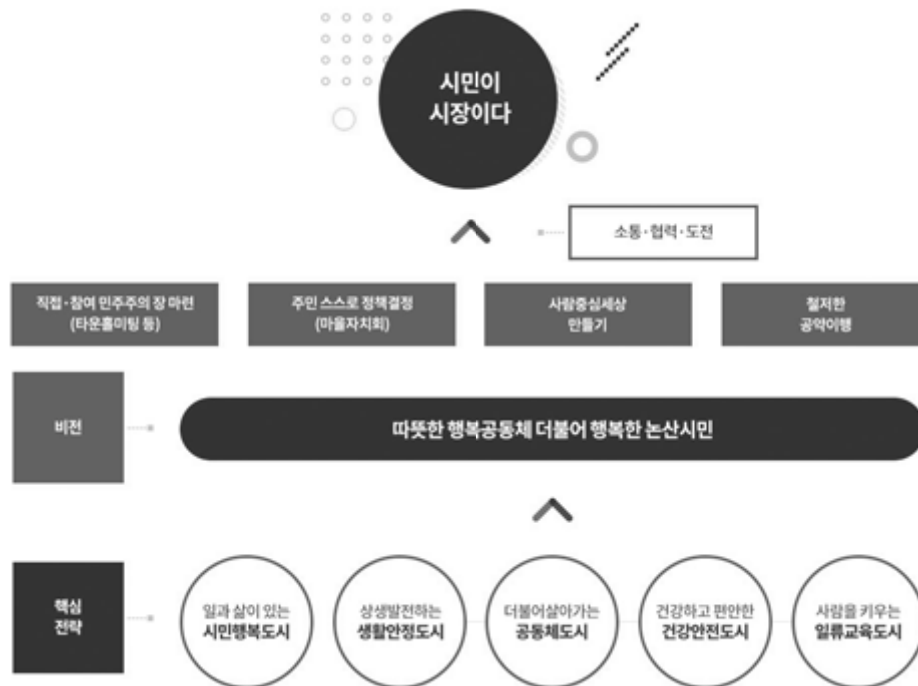 시민이
시장이다
소통·협력·도전
직접·참여 민주주의 장 마련
(타운홀미팅 등)
주민 스스로 정책결정
(마을자치회)
사람중심세상
만들기
철저한
공약이행
비전
따뜻한 행복공동체 더불어 행복한 논산시민
핵심
전략
일과 삶이 있는
시민행복도시
상생발전하는
생활안정도시
더불어살아가는
공동체도시
건강하고 편안한
건강안전도시
사람을 키우는
일류교육도시